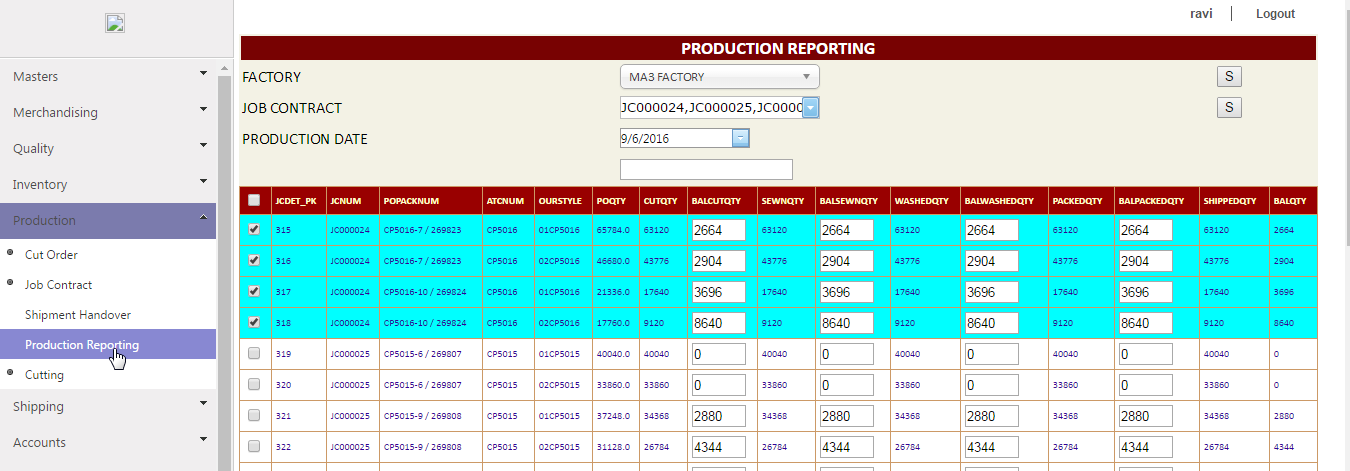 ravi Logout
PRODUCTION REPORTING
Masters
Merchandising
Quality
Inventory
Production
Cut Order
Job Contract
Shipment Handover
Production Reporting
Cutting
Shipping
Accounts
FACTORY MA3 FACTORY S
JOB CONTRACT JC000024,JC000025,JC000 S
PRODUCTION DATE 9/6/2016
JCDET_PK JCNUM POPACKNUM ATCNUM OURSTYLE POQTY CUTQTY BALCUTQTY SEWNQTY BALSEWNQTY WASHEDQTY BALWASHEDQTY PACKEDQTY BALPACKEDQTY SHIPPEDQTY BALQTY
315 JC000024 CP5016-7 / 269823 CP5016 01CP5016 65784.0 63120 2664 63120 2664 63120 2664 63120 2664 63120 2664
316 JC000024 CP5016-7 / 269823 CP5016 02CP5016 46680.0 43776 2904 43776 2904 43776 2904 43776 2904 43776 2904
317 JC000024 CP5016-10 / 269824 CP5016 01CP5016 21336.0 17640 3696 17640 3696 17640 3696 17640 3696 17640 3696
318 JC000024 CP5016-10 / 269824 CP5016 02CP5016 17760.0 9120 8640 9120 8640 9120 8640 9120 8640 9120 8640
319 JC000025 CP5015-6 / 269807 CP5015 01CP5015 40040.0 40040 0 40040 0 40040 0 40040 0 40040 0
320 JC000025 CP5015-6 / 269807 CP5015 02CP5015 33860.0 33860 0 33860 0 33860 0 33860 0 33860 0
321 JC000025 CP5015-9 / 269808 CP5015 01CP5015 37248.0 34368 2880 34368 2880 34368 2880 34368 2880 34368 2880
322 JC000025 CP5015-9 / 269808 CP5015 02CP5015 31128.0 26784 4344 26784 4344 26784 4344 26784 4344 26784 4344